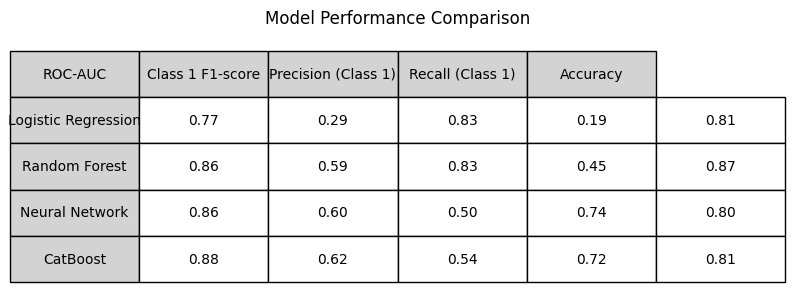 Model Performance Comparison
ROC-AUC Class 1 F1-score Precision (Class 1) Recall (Class 1) Accuracy
Logistic Regression 0.77 0.29 0.83 0.19 0.81
Random Forest 0.86 0.59 0.83 0.45 0.87
Neural Network 0.86 0.60 0.50 0.74 0.80
CatBoost 0.88 0.62 0.54 0.72 0.81